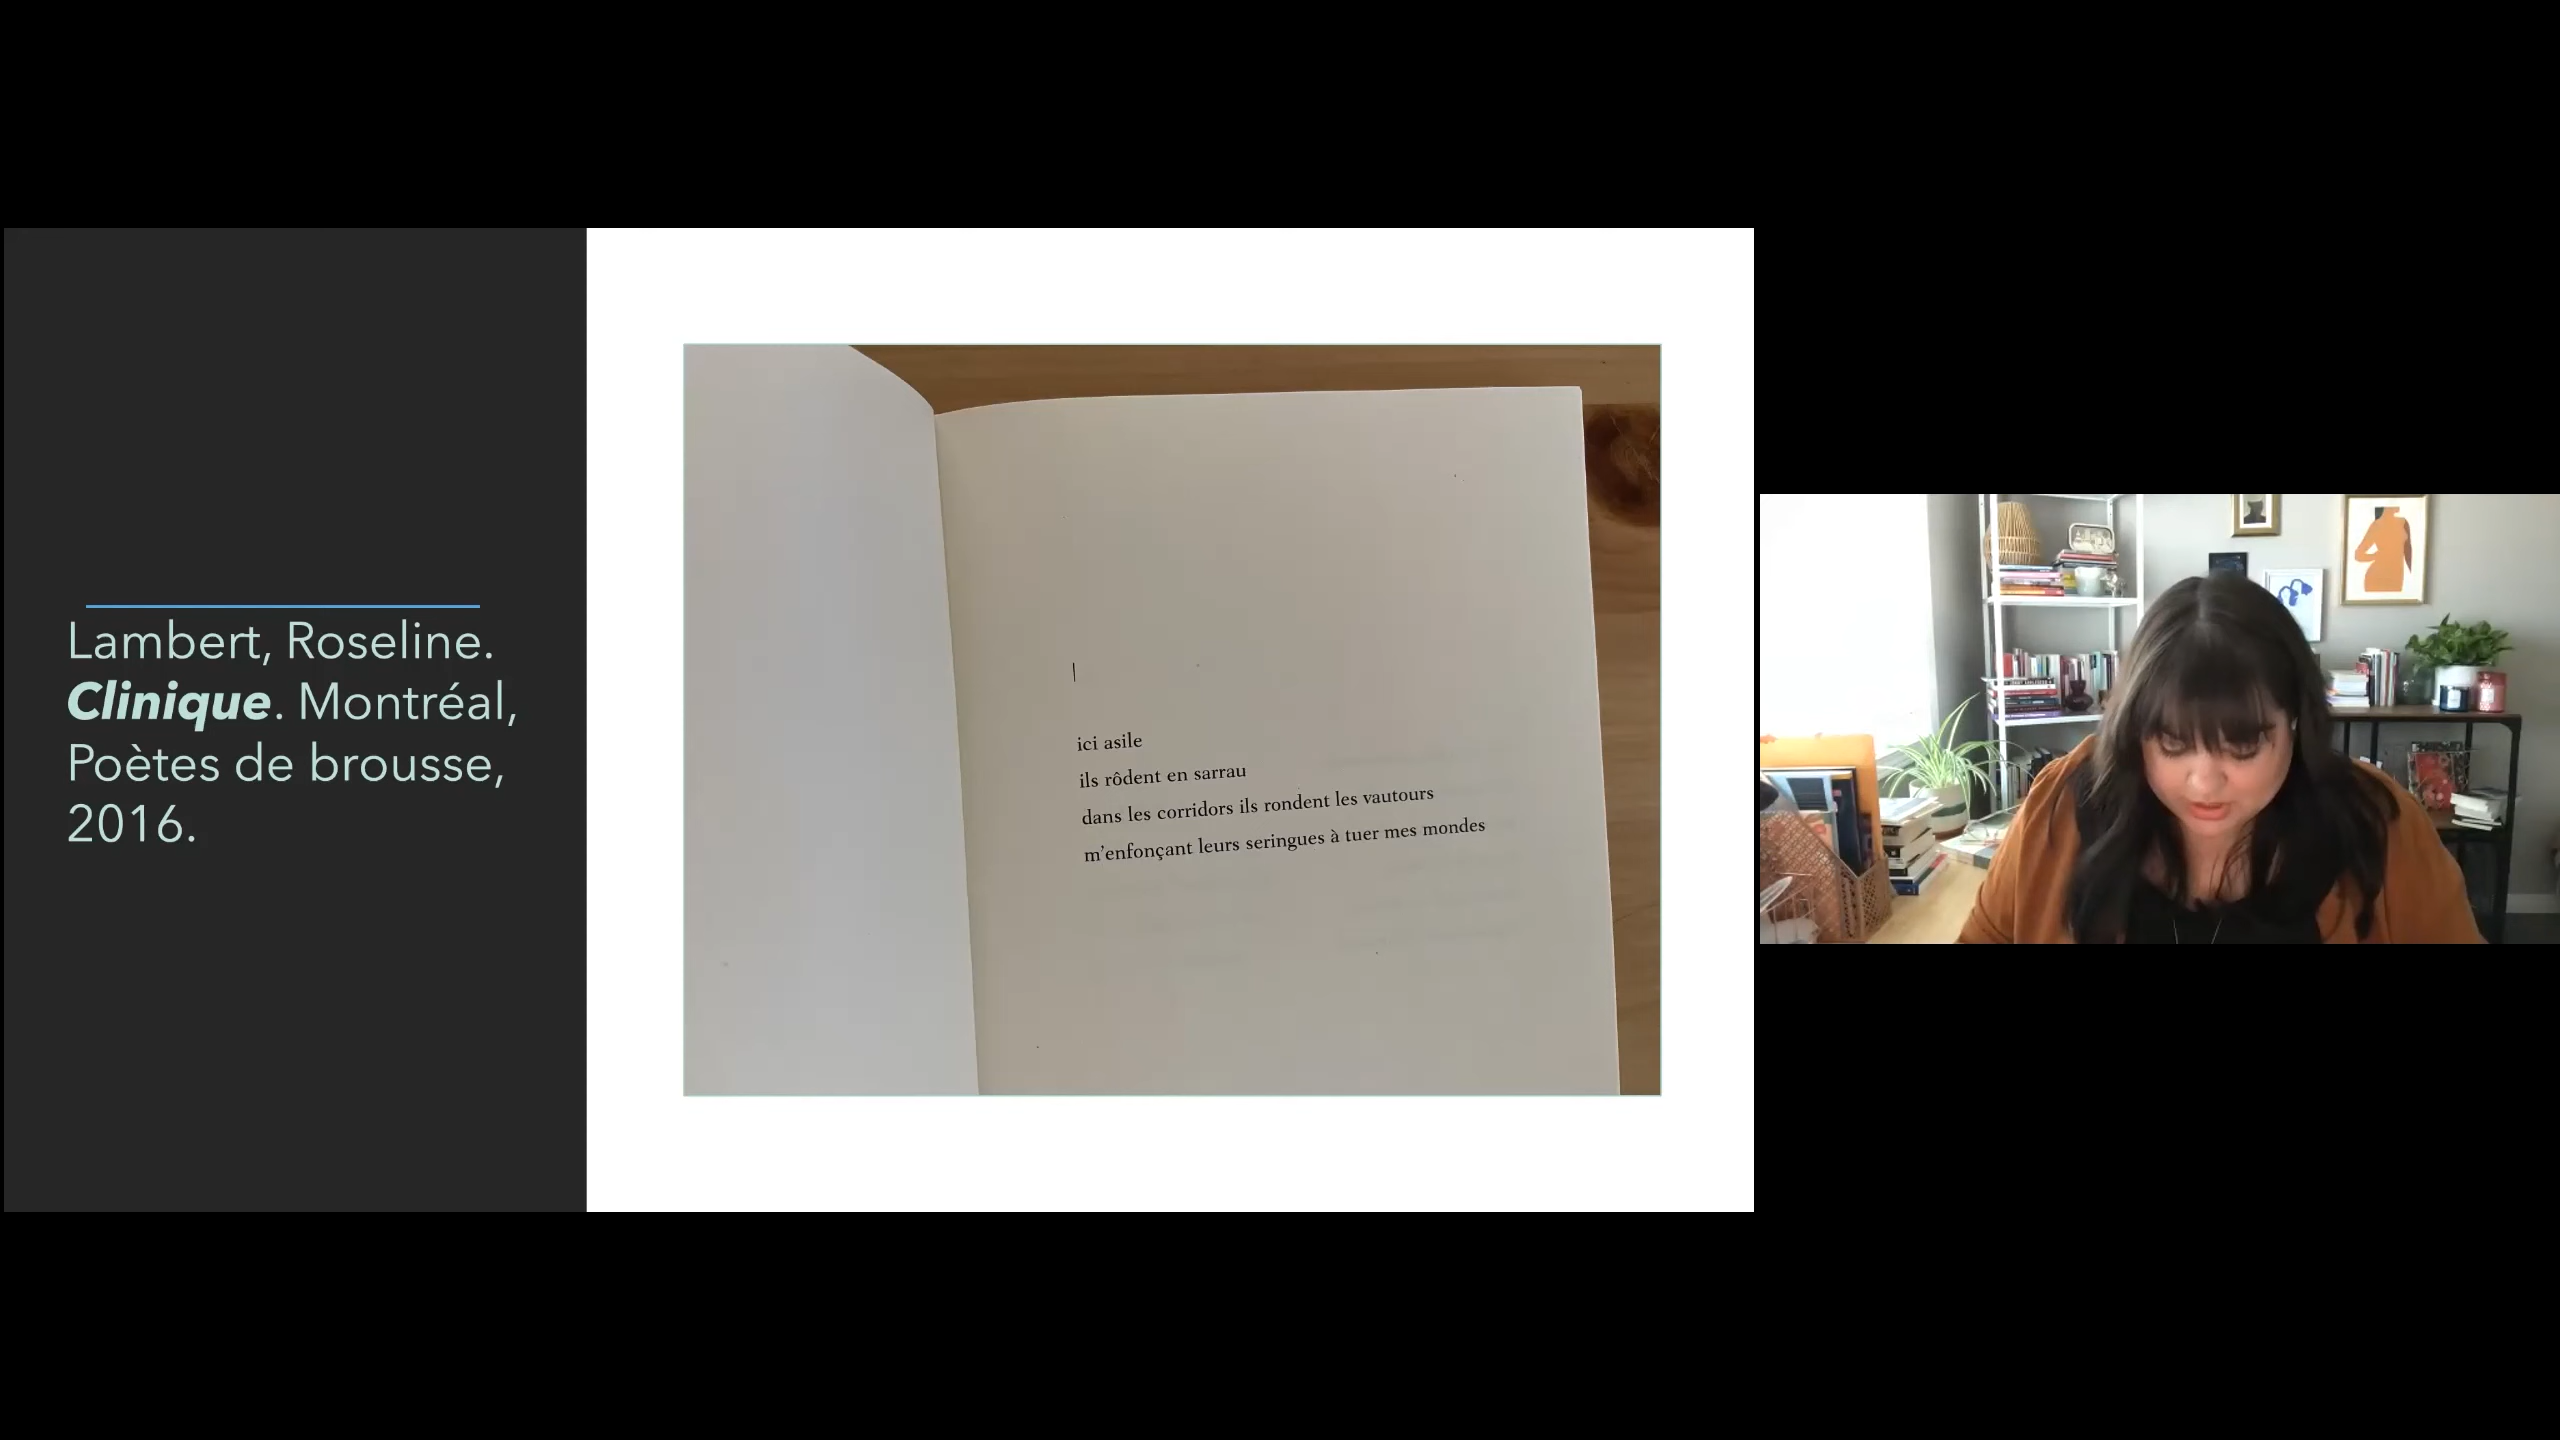 Lambert, Roseline.
Clinique. Montréal,
Poètes de brousse,
2016.
|
ici asile
ils rôdent en sarrau
dans les corridors ils rondent les vautours
m'enfonçant leurs seringues à tuer mes mondes